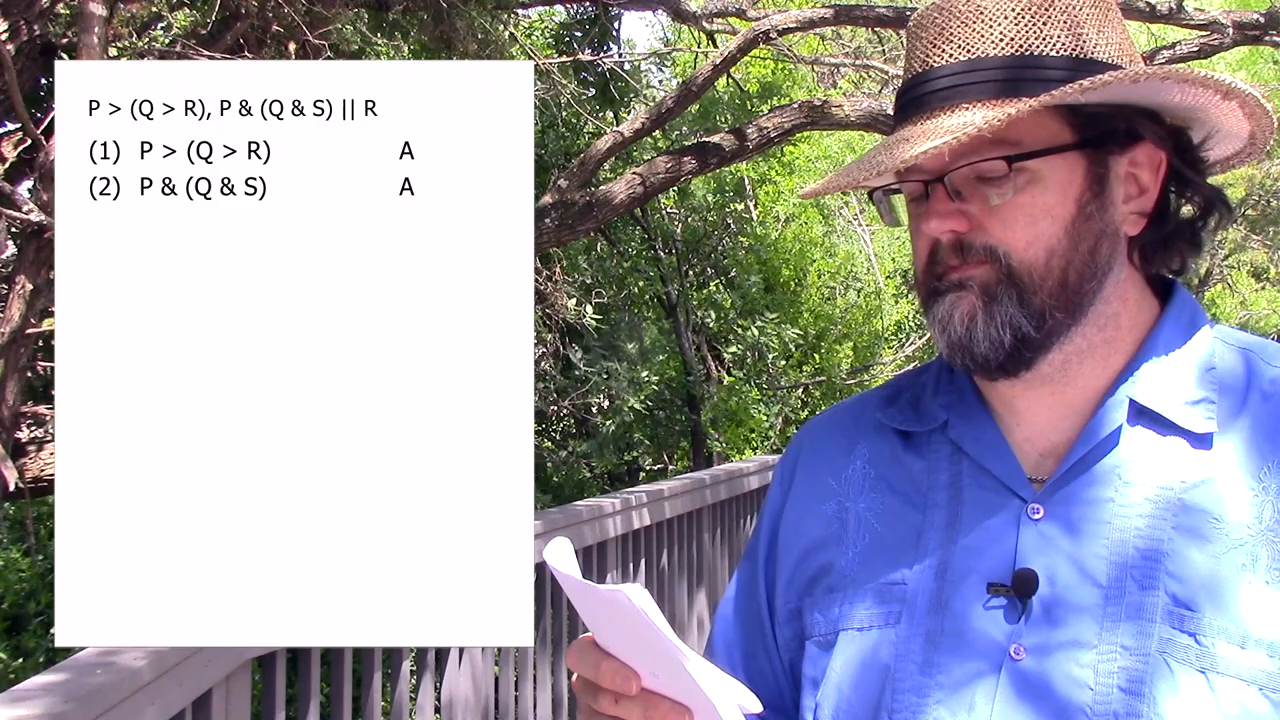 P > (Q > R), P & (Q & S) || R
(1) P > (Q > R) A
(2) P & (Q & S) A